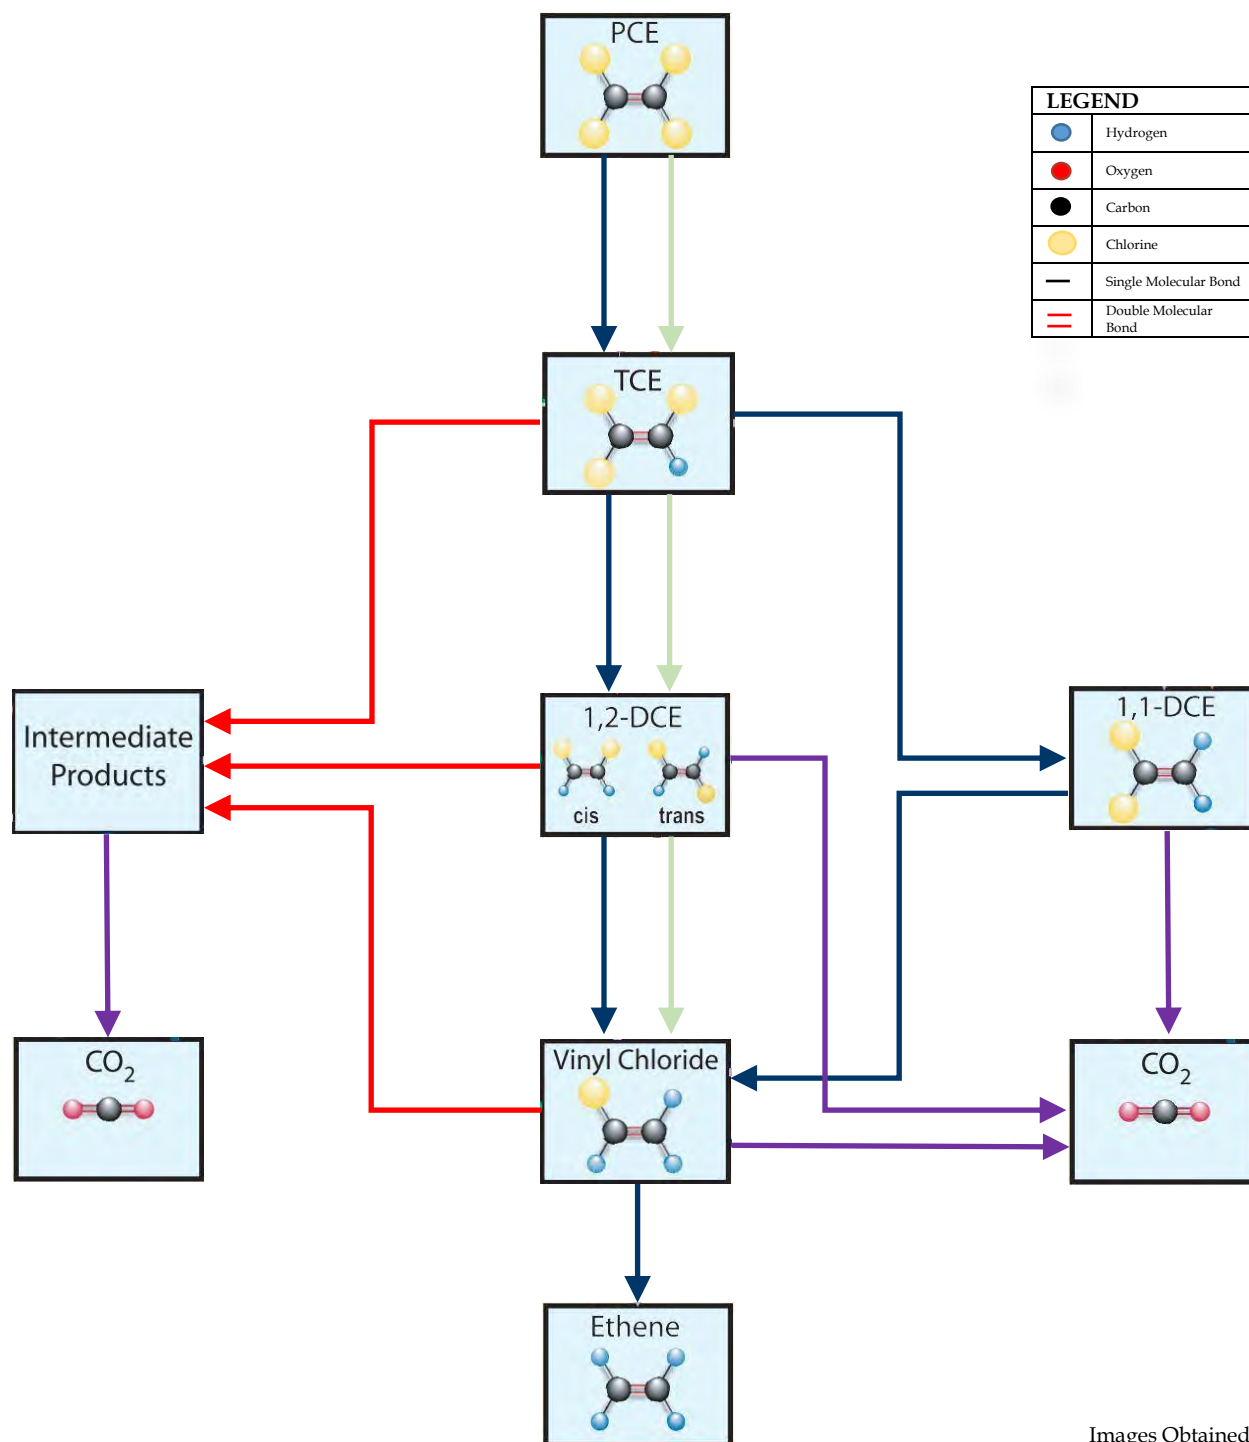 PCE
LEGEND
Hydrogen
Oxygen
Carbon
Chlorine
Single Molecular Bond
Double Molecular
Bond
TCE
Intermediate
Products
1,2-DCE
cis trans
1,1-DCE
CO₂
Vinyl Chloride
CO₂
Ethene
Images Obtained